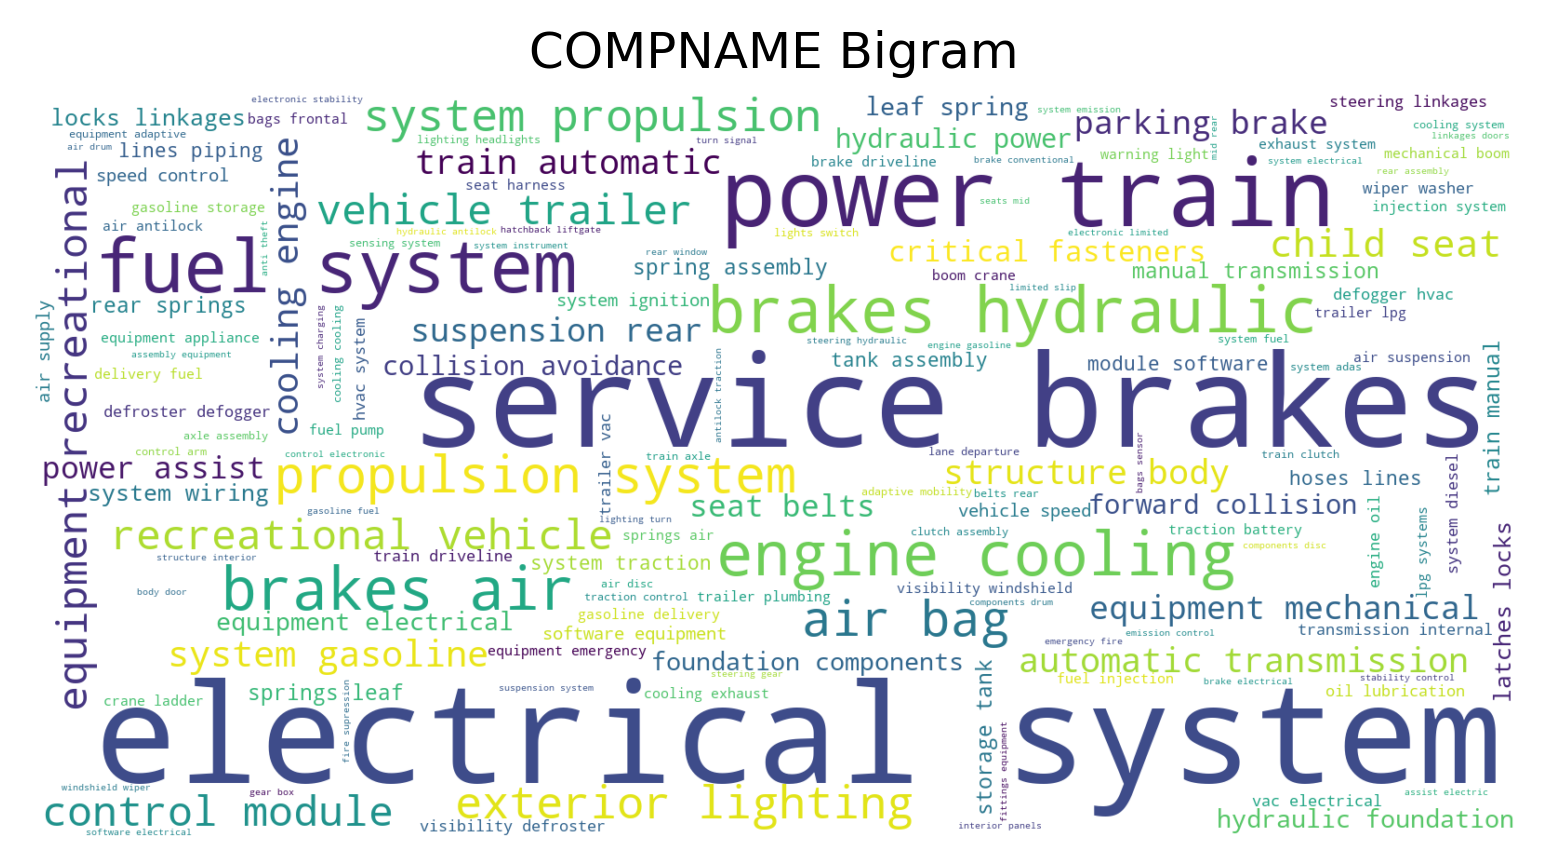 COMPNAME Bigram
electronic stability
locks linkages
bags frontal
system propulsion
leaf spring
system emission
steering linkages
equipment adaptive
lighting headlights
turn signal
hydraulic power
parking brake
mid rear
cooling system
linkages doors
air drum
lines piping
train automatic
brake driveline
brake conventional
warning light
exhaust system
system electrical
mechanical boom
speed control
seat harness
power train
rear assembly
wiper washer
gasoline storage
vehicle trailer
seats mid
injection system
air antilock
anti theft
cooling engine
hydraulic antilock
hatchback liftgate
lights switch
electronic limited
fuel system
sensing system
system instrument
rear window
critical fasteners
child seat
equipment recreational
spring assembly
boom crane
manual transmission
rear springs
system ignition
brakes hydraulic
limited slip
defogger hvac
trailer lpg
air supply
system charging
cooling cooling
hvac system
equipment appliance
suspension rear
steering hydraulic
engine gasoline
system fuel
assembly equipment
collision avoidance
antilock traction
tank assembly
module software
system adas
air suspension
train manual
delivery fuel
service brakes
defroster defogger
fuel pump
trailer vac
axle assembly
control arm
control electronic
train axle
lane departure
bags sensor
train clutch
power assist
propulsion system
structure body
hoses lines
system diesel
system wiring
adaptive mobility
belts rear
forward collision
gasoline fuel
lighting turn
seat belts
vehicle speed
engine oil
lpg systems
recreational vehicle
springs air
clutch assembly
traction battery
latches locks
structure interior
train driveline
system traction
engine cooling
components disc
body door
brakes air
air disc
traction control
trailer plumbing
visibility windshield
components drum
equipment electrical
gasoline delivery
software equipment
air bag
equipment mechanical
emergency fire
emission control
transmission internal
system gasoline
equipment emergency
foundation components
automatic transmission
steering gear
fuel injection
brake electrical
stability control
crane ladder
springs leaf
fire supression
suspension system
cooling exhaust
storage tank
oil lubrication
electrical system
fittings equipment
windshield wiper
gear box
control module
exterior lighting
assist electric
vac electrical
software electrical
visibility defroster
interior panels
hydraulic foundation